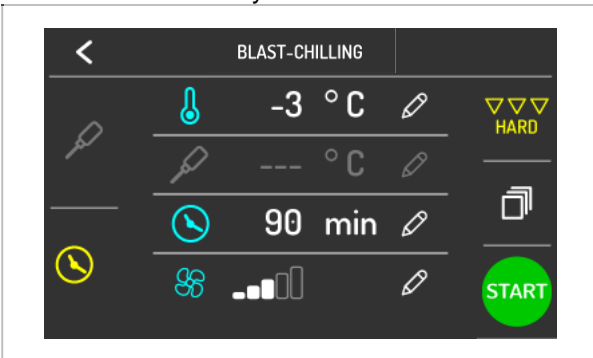 BLAST-CHILLING
-3 °C
HARD
--- °C
90 min
START